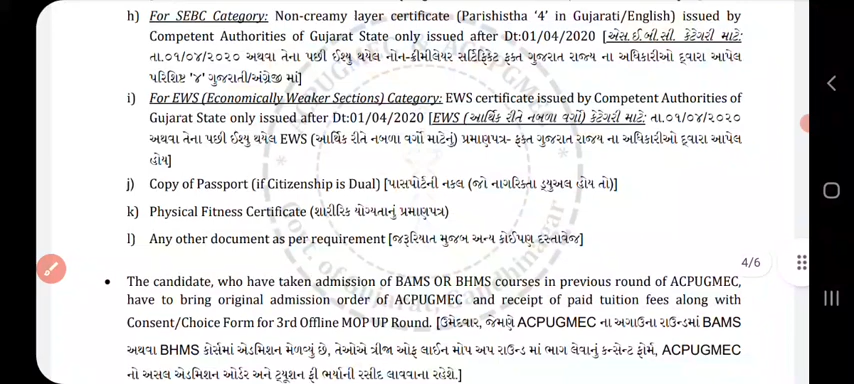 h) For SEBC Category: Non-creamy layer certificate (Parishistha '4' in Gujarati/English) issued by
Competent Authorities of Gujarat State only issued after Dt:01/04/2020 [એસ.ઈ.બી.સી. કેટેગરી માટે:
તા.૦૧/૦૪/૨૦૨૦ અથવા તેના પછી ઈશ્યુ થયેલ નોન-ક્રીમીલેયર સર્ટિફિકેટ ફક્ત ગુજરાત રાજ્ય ના અધિકારીઓ દ્વારા આપેલ
પરિશિષ્ટ '૪' ગુજરાતી/અંગ્રેજી માં]
i) For EWS (Economically Weaker Sections) Category: EWS certificate issued by Competent Authorities of
Gujarat State only issued after Dt:01/04/2020 [EWS (આર્થિક રીતે નબળા વર્ગો) કેટેગરી માટે: તા.૦૧/૦૪/૨૦૨૦
અથવા તેના પછી ઈશ્યુ થયેલ EWS (આર્થિક રીતે નબળા વર્ગો માટેનું) પ્રમાણપત્ર- ફક્ત ગુજરાત રાજ્ય ના અધિકારીઓ દ્વારા આપેલ
હોય]
j) Copy of Passport (if Citizenship is Dual) [પાસપોર્ટની નકલ (જો નાગરિકતા ડ્યુઅલ હોય તો)]
k) Physical Fitness Certificate (શારીરિક યોગ્યતાનું પ્રમાણપત્ર)
l) Any other document as per requirement [જરૂરિયાત મુજબ અન્ય કોઈપણ દસ્તાવેજ]
4/6
• The candidate, who have taken admission of BAMS OR BHMS courses in previous round of ACPUGMEC,
have to bring original admission order of ACPUGMEC and receipt of paid tuition fees along with
Consent/Choice Form for 3rd Offline MOP UP Round. [ઉમેદવાર, જેમણે ACPUGMEC ના અગાઉના રાઉન્ડમાં BAMS
અથવા BHMS કોર્સમાં એડમિશન મેળવ્યું છે, તેઓએ ત્રીજા ઓફ લાઈન મોપ અપ રાઉન્ડ માં ભાગ લેવાનું કન્સેન્ટ ફોર્મ, ACPUGMEC
નો અસલ એડમિશન ઓર્ડર અને ટ્યૂશન ફી ભર્યાની રસીદ લાવવાના રહેશે.]